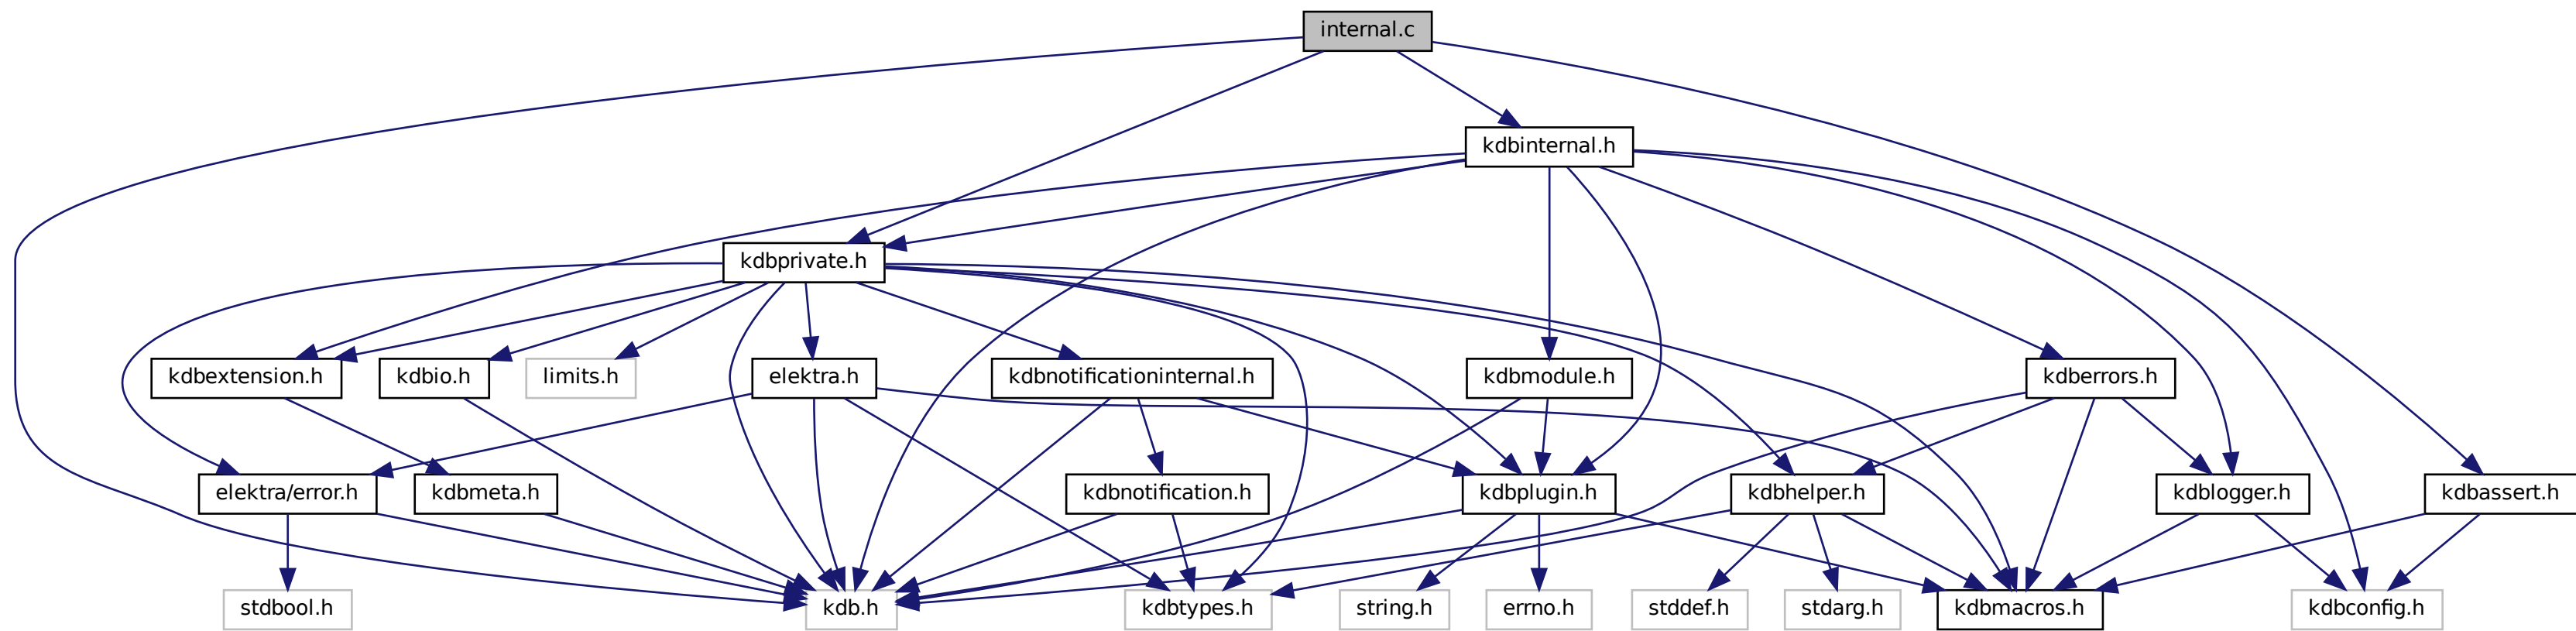 internal.c
kdbinternal.h
kdbprivate.h
kdbextension.h
kdbio.h
limits.h
elektra.h
kdbnotificationinternal.h
kdbmodule.h
kdberrors.h
elektra/error.h
kdbmeta.h
kdbnotification.h
kdbplugin.h
kdbhelper.h
kdblogger.h
kdbassert.h
stdbool.h
kdb.h
kdbtypes.h
string.h
errno.h
stddef.h
stdarg.h
kdbmacros.h
kdbconfig.h